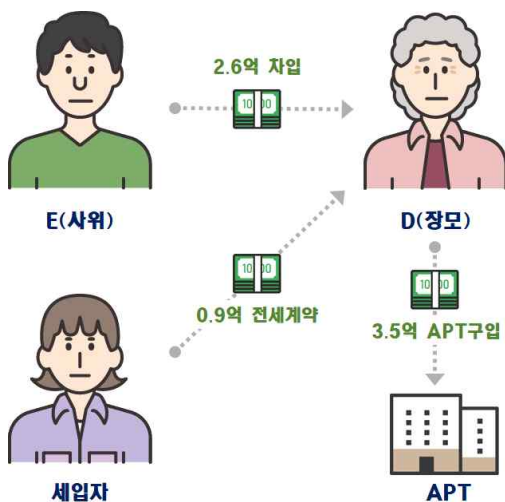 2.6억 차입
E(사위)
D(장모)
0.9억 전세계약
3.5억 APT구입
세입자
APT